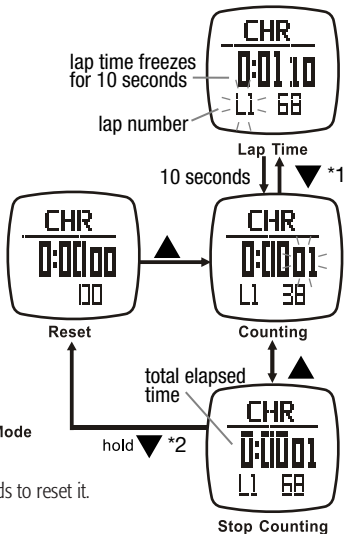 CHR
lap time freezes
for 10 seconds
0:01 10
L1 68
lap number
Lap Time
10 seconds
▼ *1
CHR
0:00 00
00
Reset
▲
CHR
0:00 01
L1 38
Counting
total elapsed
time
▲
CHR
0:00 01
L1 68
Mode
hold ▼ *2
ds to reset it.
Stop Counting